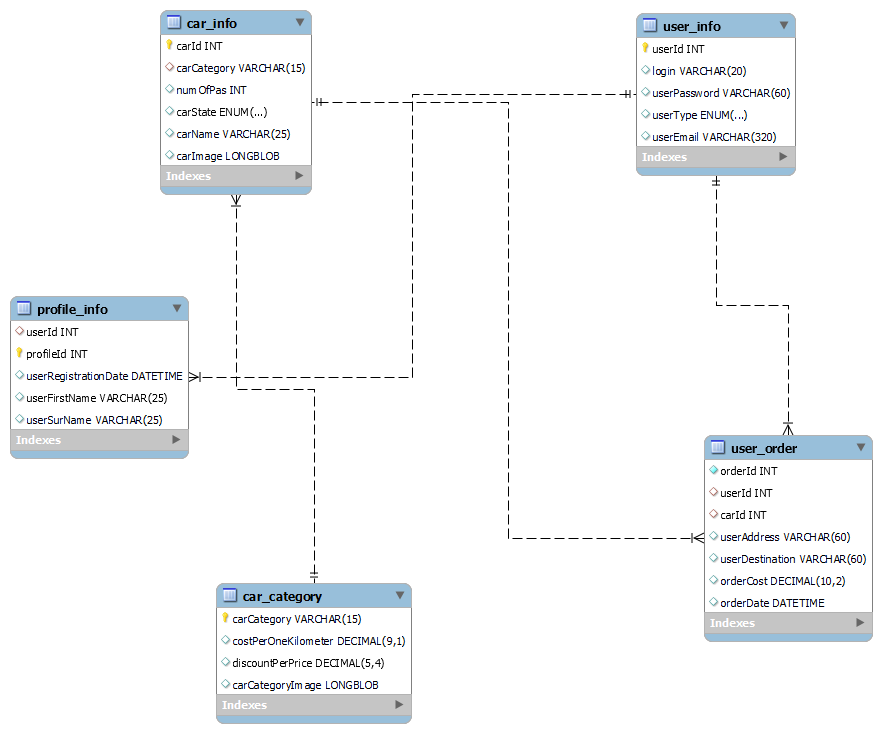 car_info
carId INT
carCategory VARCHAR(15)
numOfPas INT
carState ENUM(...)
carName VARCHAR(25)
carImage LONGBLOB
Indexes
user_info
userId INT
login VARCHAR(20)
userPassword VARCHAR(60)
userType ENUM(...)
userEmail VARCHAR(320)
Indexes
profile_info
userId INT
profileId INT
userRegistrationDate DATETIME
userFirstName VARCHAR(25)
userSurName VARCHAR(25)
Indexes
user_order
orderId INT
userId INT
carId INT
userAddress VARCHAR(60)
userDestination VARCHAR(60)
orderCost DECIMAL(10,2)
orderDate DATETIME
Indexes
car_category
carCategory VARCHAR(15)
costPerOneKilometer DECIMAL(9,1)
discountPerPrice DECIMAL(5,4)
carCategoryImage LONGBLOB
Indexes